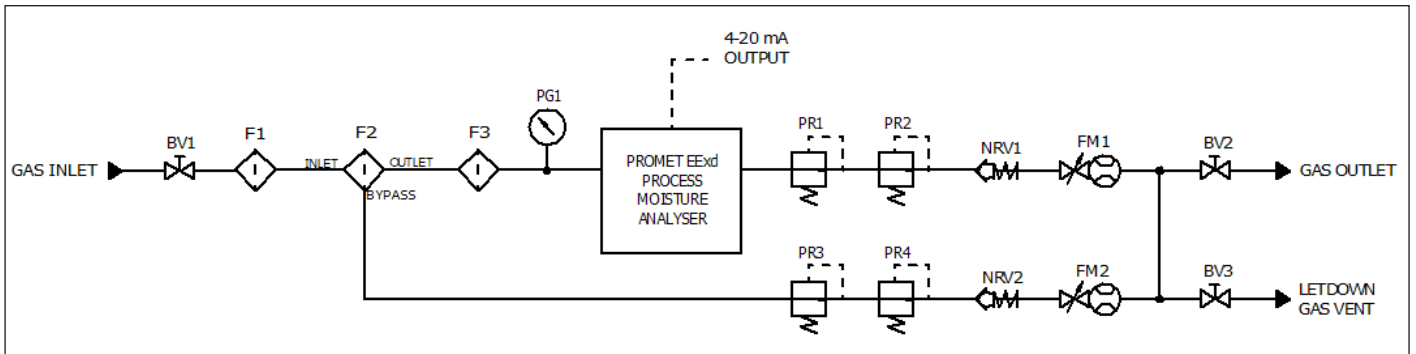 4-20 mA
OUTPUT
PG1
F1
F2
F3
BV1
PR1
PR2
NRV1
FM1
BV2
GAS INLET
INLET
OUTLET
BYPASS
PROMET EExd
PROCESS
MOISTURE
ANALYSER
GAS OUTLET
PR3
PR4
NRV2
FM2
BV3
LETDOWN
GAS VENT